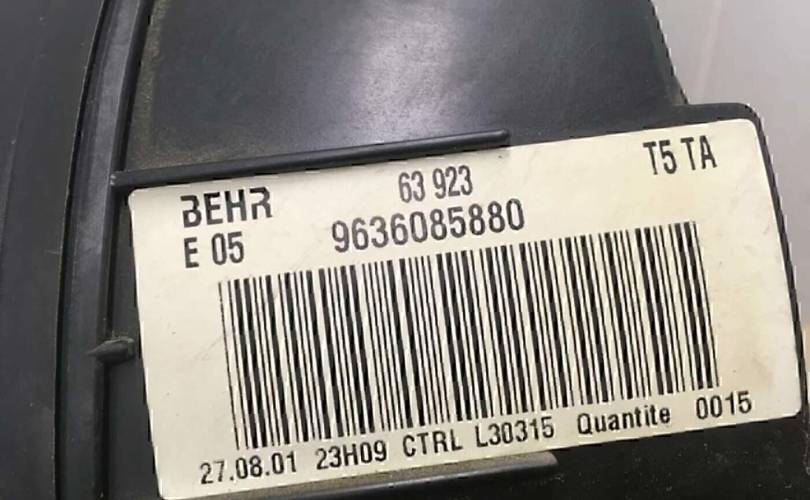 BEHR 63 923 T5 TA
E 05 9636085880
27.08.01 23H09 CTRL L30315 Quantite 0015